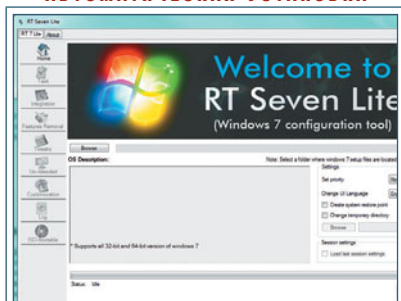 RT Seven Lite
RT 7 Lite About
Home
Task
Integration
Features Removal
Tweaks
Un-attended
Customization
Log
ISO-Bootable
Welcome to
RT Seven Lite
(Windows 7 configuration tool)
Browse
OS Description:
Note: Select a folder where windows 7 setup files are located
Settings
Set priority
Change UI Language
Create system restore point
Change temporary directory
Browse
Session settings
Load last session settings
* Supports all 32-bit and 64-bit version of windows 7
Status: Idle